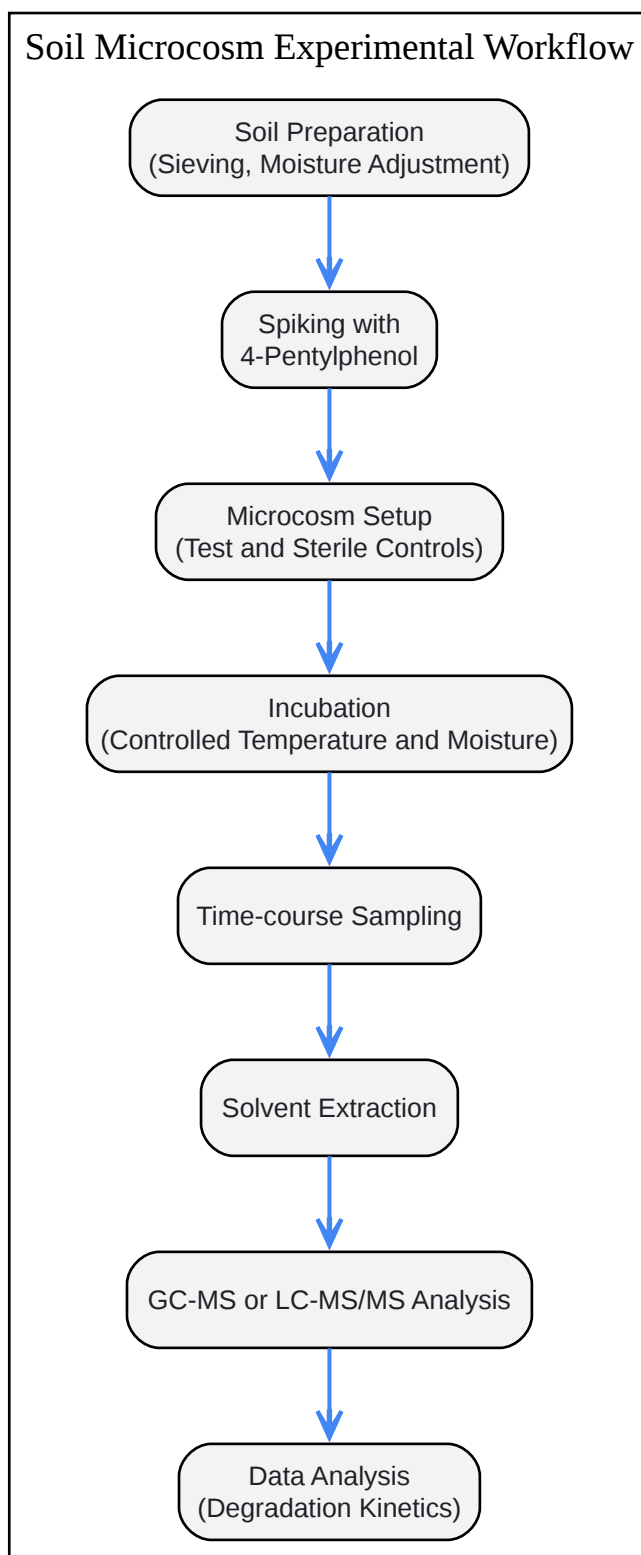 Soil Microcosm Experimental Workflow
Soil Preparation
(Sieving, Moisture Adjustment)
Spiking with
4-Pentylphenol
Microcosm Setup
(Test and Sterile Controls)
Incubation
(Controlled Temperature and Moisture)
Time-course Sampling
Solvent Extraction
GC-MS or LC-MS/MS Analysis
Data Analysis
(Degradation Kinetics)